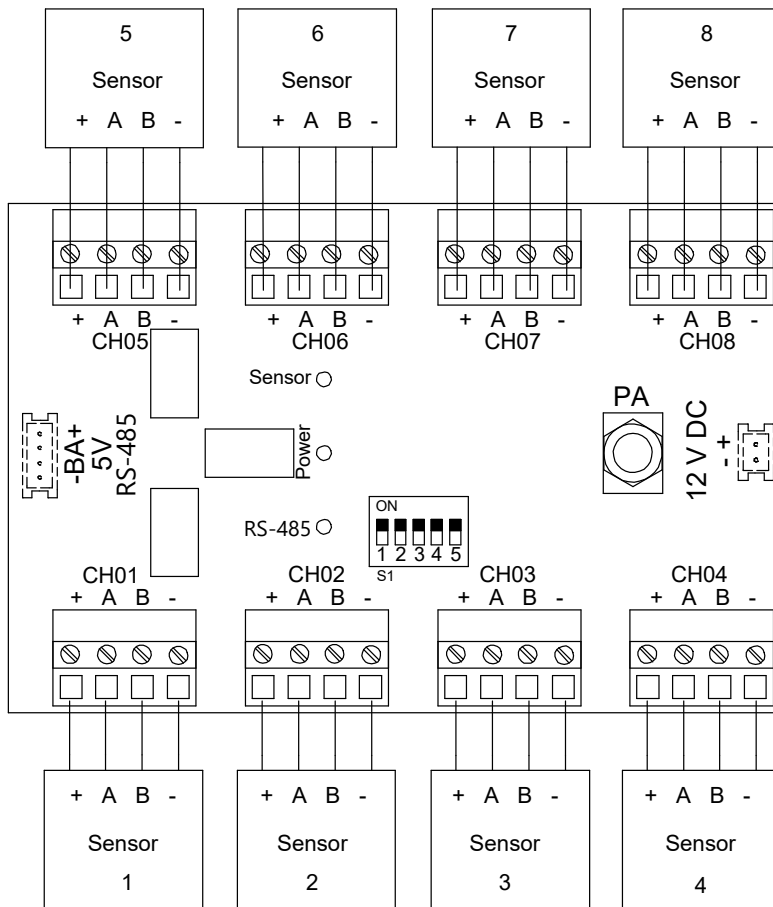 5 6 7 8
Sensor Sensor Sensor Sensor
+ A B - + A B - + A B - + A B -
+ A B - + A B - + A B - + A B -
CH05 CH06 CH07 CH08
Sensor
-BA+
5V
RS-485
Power
PA
12 V DC
- +
RS-485
ON
1 2 3 4 5
S1
CH01 CH02 CH03 CH04
+ A B - + A B - + A B - + A B -
+ A B - + A B - + A B - + A B -
Sensor Sensor Sensor Sensor
1 2 3 4